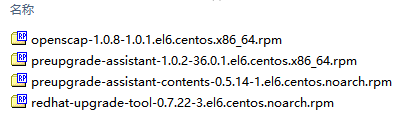 名称
openscap-1.0.8-1.0.1.el6.centos.x86_64.rpm
preupgrade-assistant-1.0.2-36.0.1.el6.centos.x86_64.rpm
preupgrade-assistant-contents-0.5.14-1.el6.centos.noarch.rpm
redhat-upgrade-tool-0.7.22-3.el6.centos.noarch.rpm